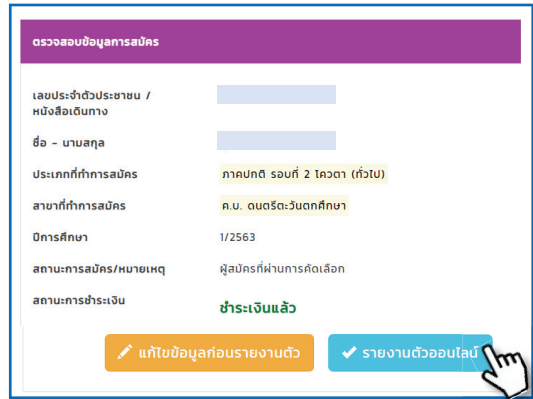 ตรวจสอบข้อมูลการสมัคร
เลขประจำตัวประชาชน /
หนังสือเดินทาง
ชื่อ - นามสกุล
ประเภทที่ทำการสมัคร ภาคปกติ รอบที่ 2 โควตา (ทั่วไป)
สาขาที่ทำการสมัคร ค.บ. ดนตรีตะวันตกศึกษา
ปีการศึกษา 1/2563
สถานะการสมัคร/หมายเหตุ ผู้สมัครที่ผ่านการคัดเลือก
สถานะการชำระเงิน ชำระเงินแล้ว
แก้ไขข้อมูลก่อนรายงานตัว รายงานตัวออนไลน์